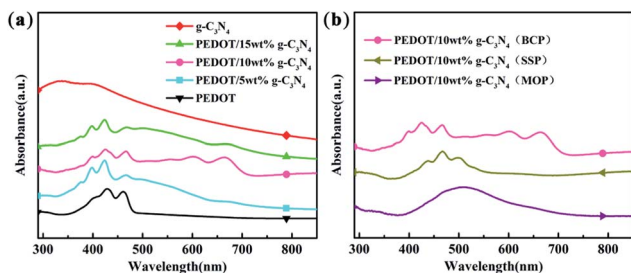 (a)
g-C₃N₄
PEDOT/15wt% g-C₃N₄
PEDOT/10wt% g-C₃N₄
PEDOT/5wt% g-C₃N₄
PEDOT
Absorbance(a.u.)
300 400 500 600 700 800
Wavelength(nm)
(b)
PEDOT/10wt% g-C₃N₄（BCP）
PEDOT/10wt% g-C₃N₄（SSP）
PEDOT/10wt% g-C₃N₄（MOP）
Absorbance(a.u.)
300 400 500 600 700 800
Wavelength(nm)